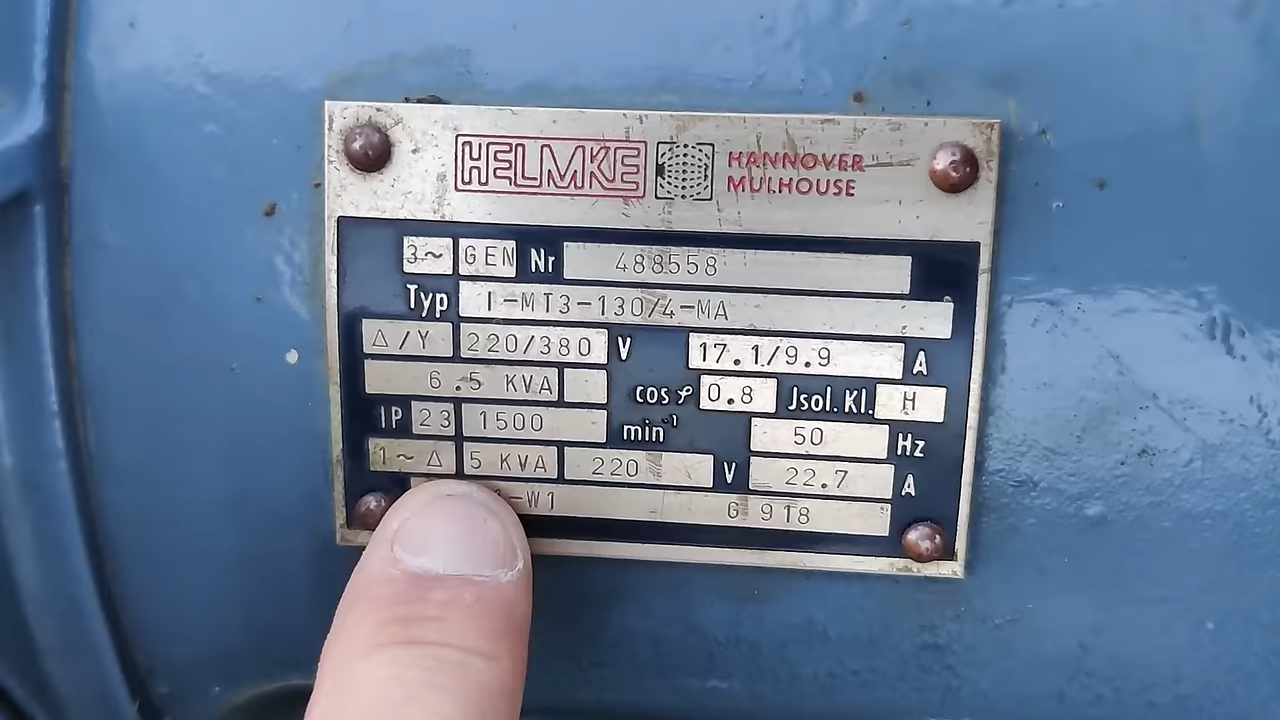 HELMKE HANNOVER
MULHOUSE
3~ GEN Nr 488558
Typ I-MT3-130/4-MA
Δ/Y 220/380 V 17.1/9.9 A
6.5 KVA cos φ 0.8 Jsol. Kl. H
IP 23 1500 min⁻¹ 50 Hz
1~ Δ 5 KVA 220 V 22.7 A
-W1 G 918